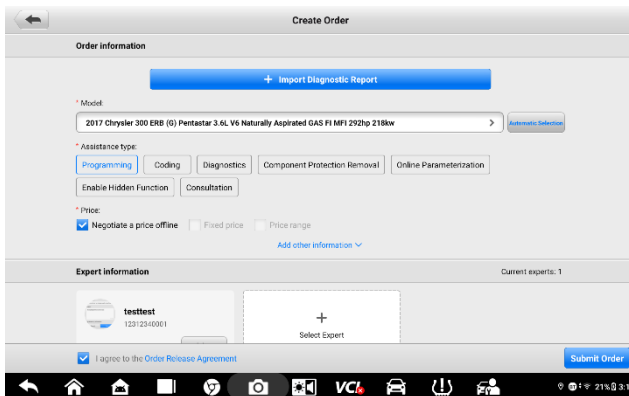 Create Order
Order information
+ Import Diagnostic Report
* Model:
2017 Chrysler 300 ERB (G) Pentastar 3.6L V6 Naturally Aspirated GAS FI MFI 292hp 218kw
Automatic Selection
* Assistance type:
Programming Coding Diagnostics Component Protection Removal Online Parameterization
Enable Hidden Function Consultation
* Price:
Negotiate a price offline Fixed price Price range
Add other information
Expert information Current experts: 1
testtest
12312340001
+
Select Expert
I agree to the Order Release Agreement
Submit Order
VCI
21% 3:1